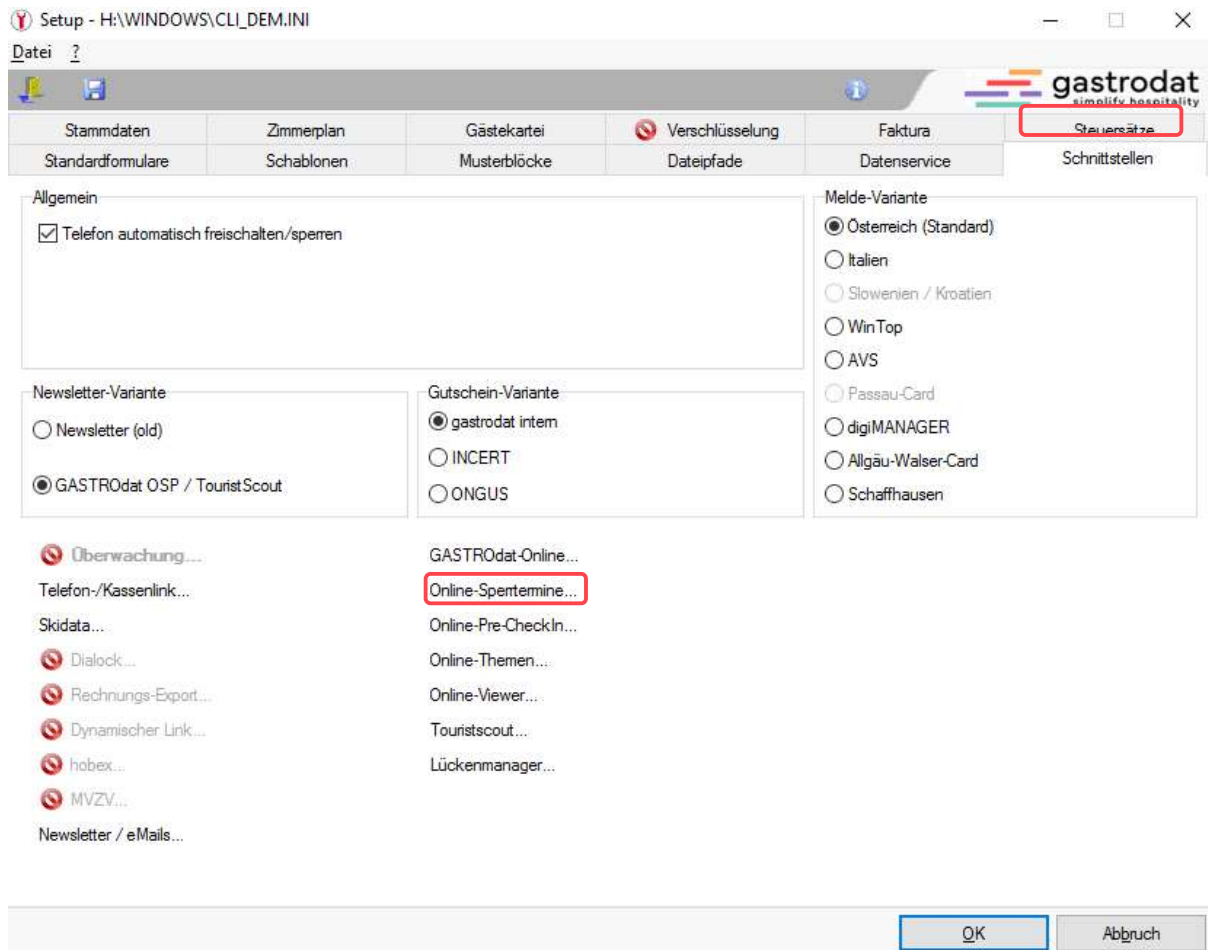 Setup - H:\WINDOWS\CLI_DEM.INI
Datei ?
gastrodat
simplify hospitality
Stammdaten Zimmerplan Gästekartei Verschlüsselung Faktura Steuersätze
Standardformulare Schablonen Musterblöcke Dateipfade Datenservice Schnittstellen
Allgemein
Telefon automatisch freischalten/sperren
Melde-Variante
Österreich (Standard)
Italien
Slowenien / Kroatien
WinTop
AVS
Passau-Card
digiMANAGER
Allgäu-Walser-Card
Schaffhausen
Newsletter-Variante
Newsletter (old)
GASTROdat OSP / TouristScout
Gutschein-Variante
gastrodat intern
INCERT
ONGUS
Überwachung...
Telefon-/Kassenlink...
Skidata...
Dialock...
Rechnungs-Export...
Dynamischer Link...
hobex...
MVZV...
Newsletter / eMails...
GASTROdat-Online...
Online-Sperrtermine...
Online-Pre-CheckIn...
Online-Themen...
Online-Viewer...
Touristscout...
Lückenmanager...
OK Abbruch